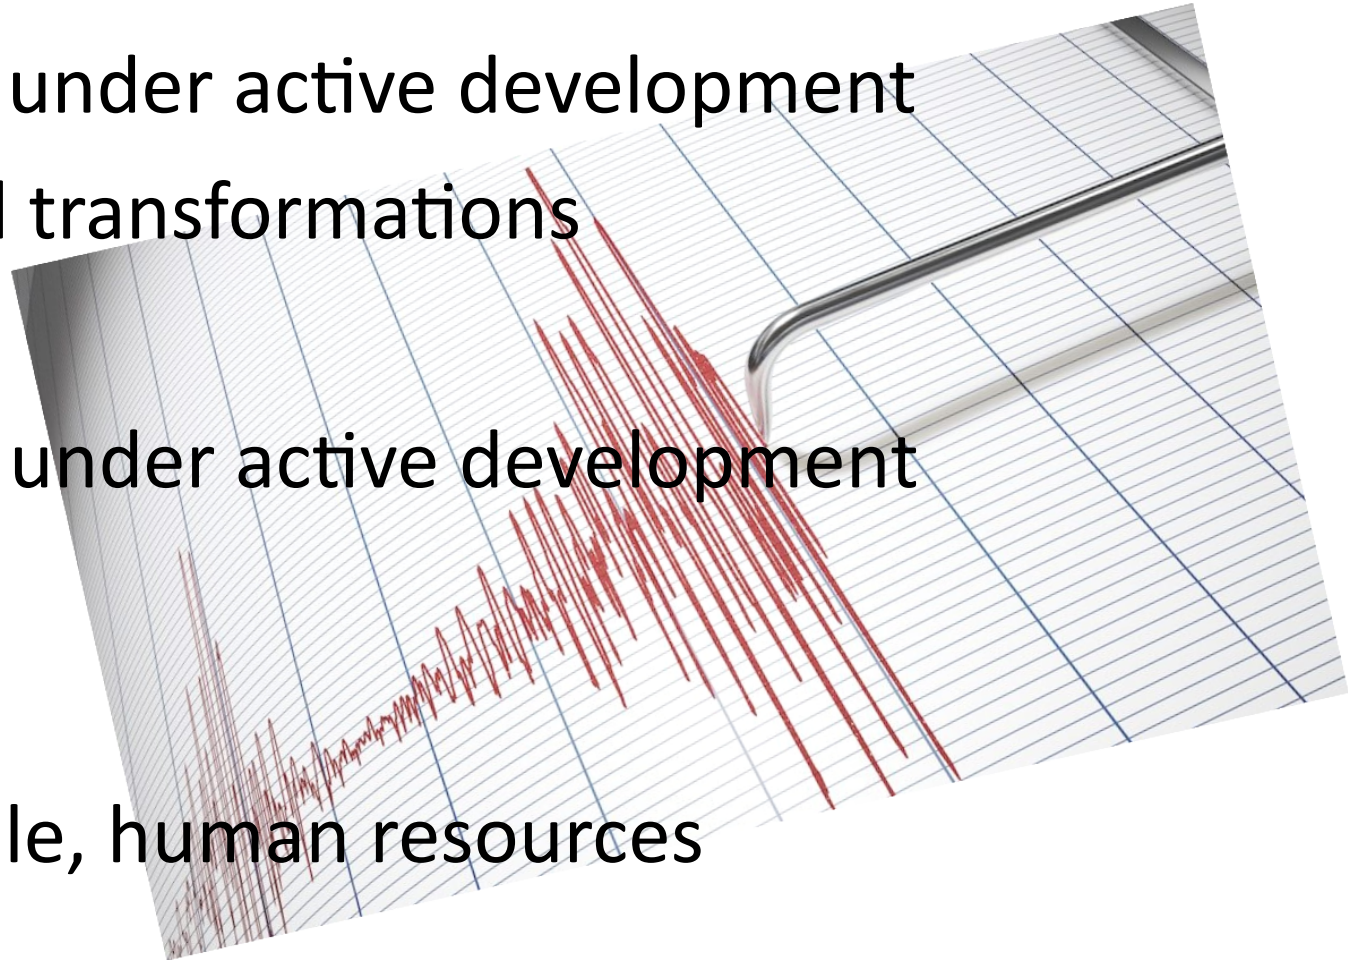 under active development
transformations
under active development
le, human resources